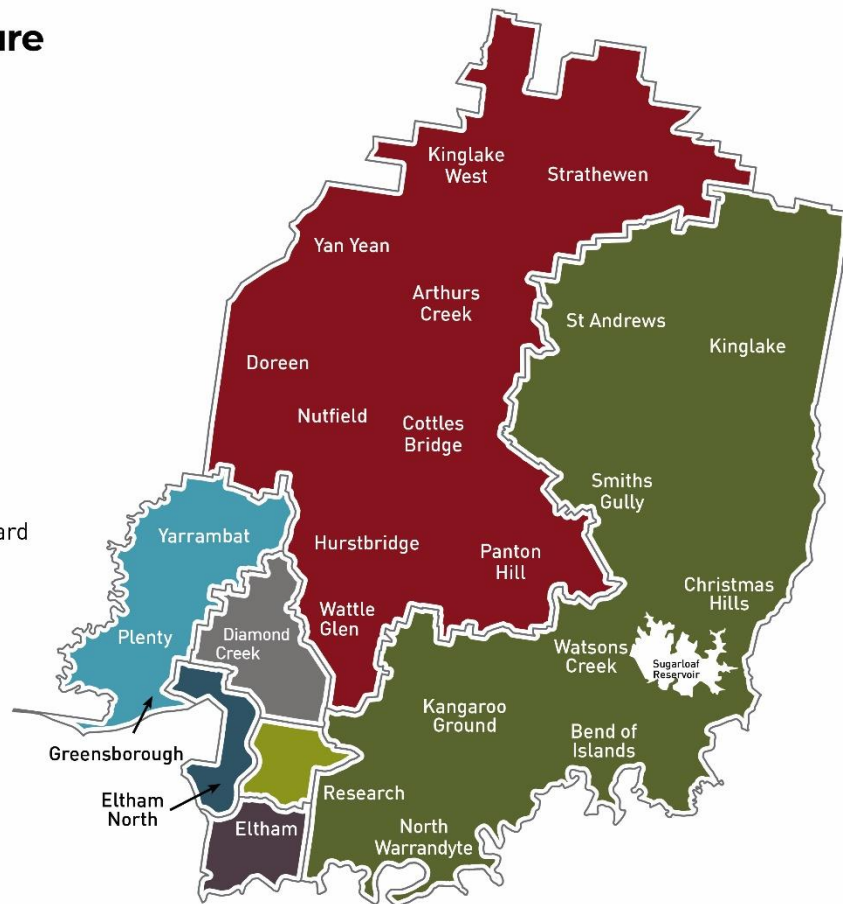 Kinglake
West
Strathewen
Yan Yean
Arthurs
Creek
St Andrews
Kinglake
Doreen
Nutfield
Cottles
Bridge
Smiths
Gully
Yarrambat
Hurstbridge
Panton
Hill
Christmas
Hills
Wattle
Glen
Plenty
Diamond
Creek
Watsons
Creek
Sugarloaf
Reservoir
Kangaroo
Ground
Bend of
Islands
Greensborough
Eltham
North
Research
Eltham
North
Warrandyte